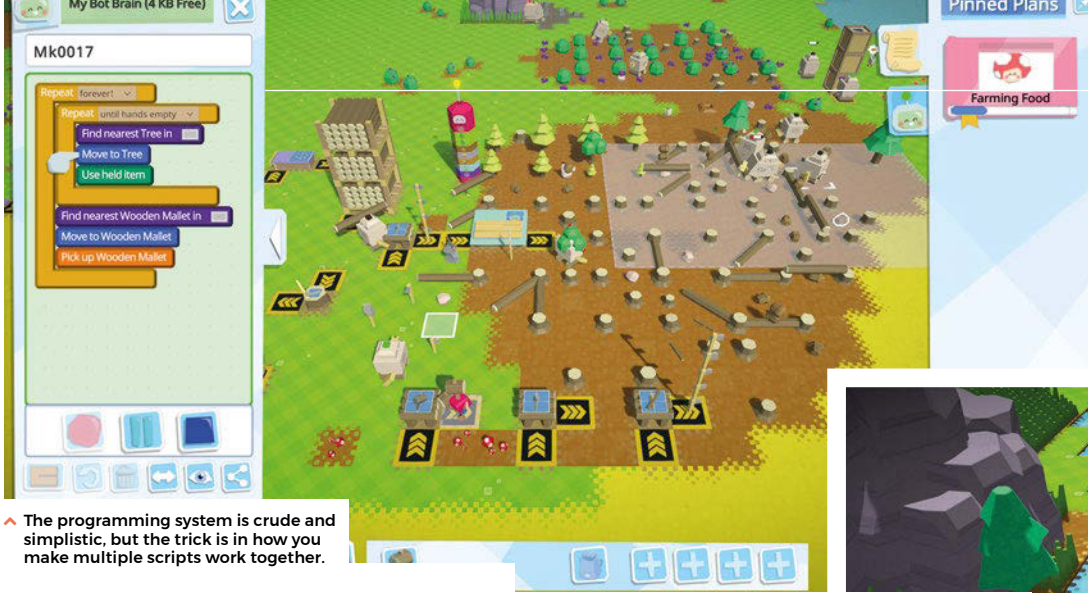 My Bot Brain (4 KB Free)
Mk0017
Repeat forever!
Repeat until hands empty
Find nearest Tree in
Move to Tree
Use held item
Find nearest Wooden Mallet in
Move to Wooden Mallet
Pick up Wooden Mallet
Pinned Plans
Farming Food
The programming system is crude and
simplistic, but the trick is in how you
make multiple scripts work together.